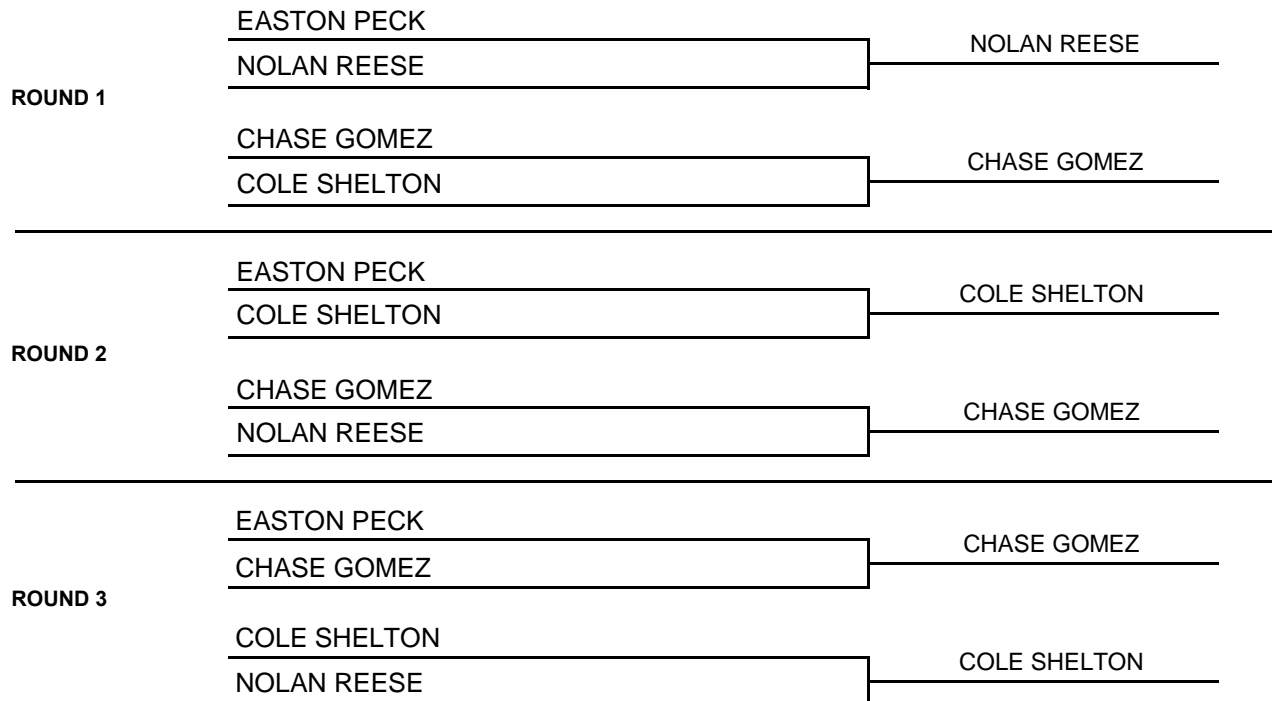 EASTON PECK
NOLAN REESE
NOLAN REESE
ROUND 1
CHASE GOMEZ
CHASE GOMEZ
COLE SHELTON
EASTON PECK
COLE SHELTON
COLE SHELTON
ROUND 2
CHASE GOMEZ
CHASE GOMEZ
NOLAN REESE
EASTON PECK
CHASE GOMEZ
CHASE GOMEZ
ROUND 3
COLE SHELTON
COLE SHELTON
NOLAN REESE